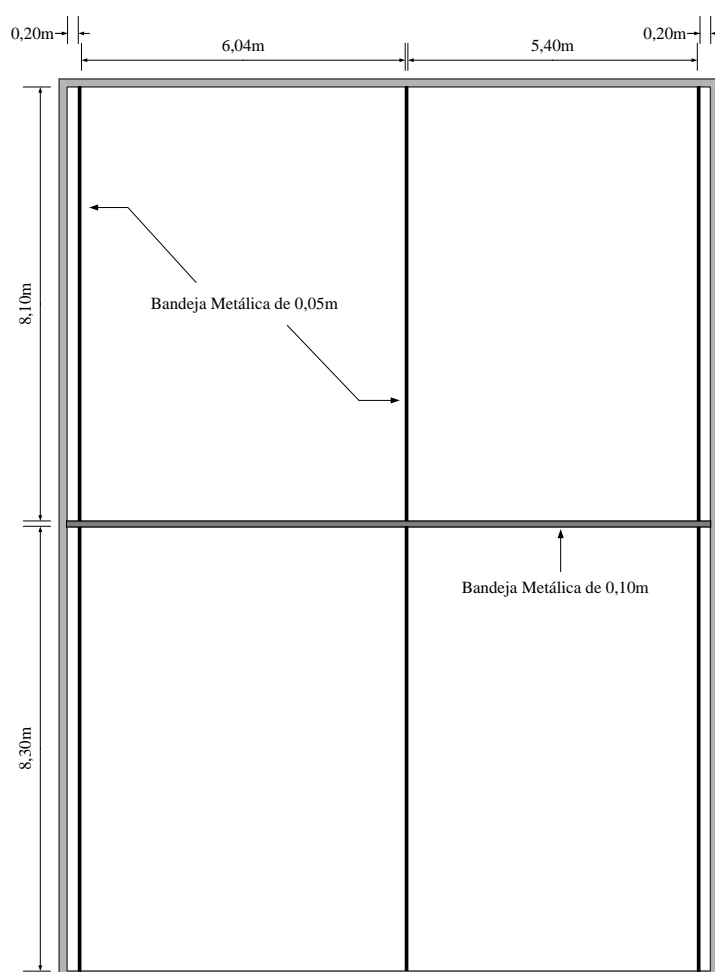 0,20m
6,04m
5,40m
0,20m
8,10m
Bandeja Metálica de 0,05m
Bandeja Metálica de 0,10m
8,30m